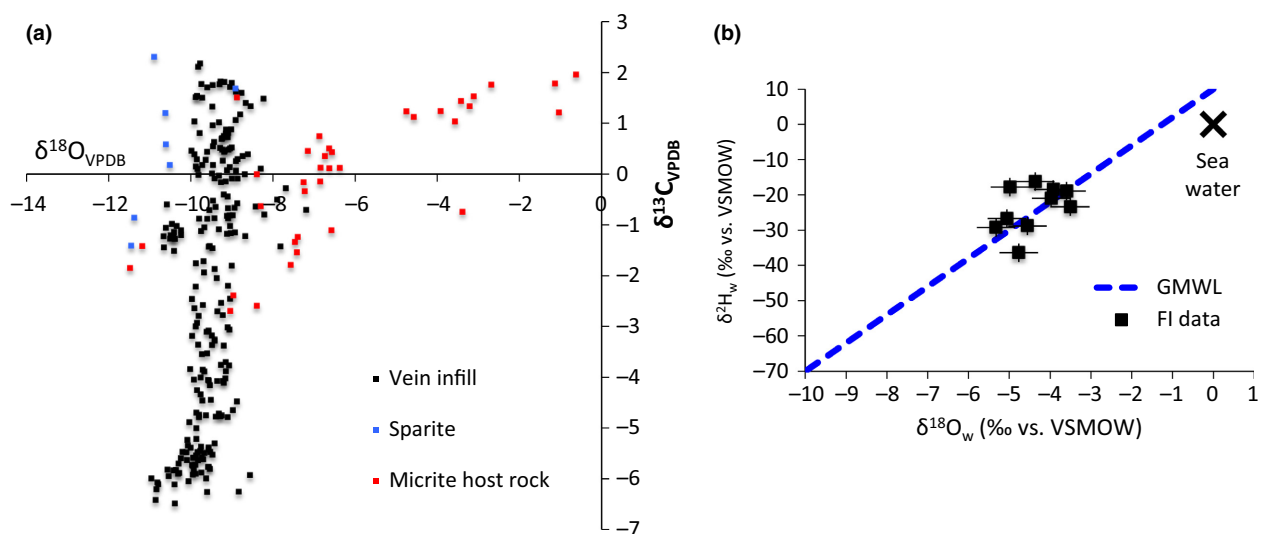 (a)
3
2
1
0
–1
–2
–3
–4
–5
–6
–7
δ18OVPDB
–14
–12
–10
–8
–6
–4
–2
0
δ13CVPDB
Vein infill
Sparite
Micrite host rock
(b)
10
0
–10
–20
–30
–40
–50
–60
–70
δ2Hw (‰ vs. VSMOW)
Sea
water
GMWL
FI data
–10 –9 –8 –7 –6 –5 –4 –3 –2 –1 0 1
δ18Ow (‰ vs. VSMOW)